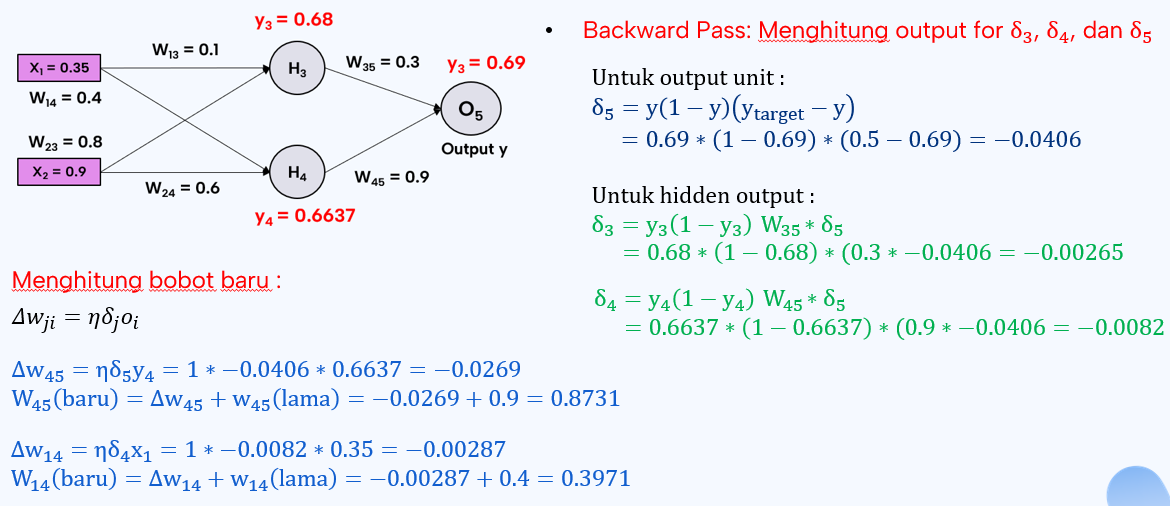 y₃ = 0.68
W₁₃ = 0.1
X₁ = 0.35
H₃
W₃₅ = 0.3
y₃ = 0.69
W₁₄ = 0.4
O₅
W₂₃ = 0.8
Output y
X₂ = 0.9
H₄
W₄₅ = 0.9
W₂₄ = 0.6
y₄ = 0.6637
Menghitung bobot baru :
Δw_ji = ηδ_j o_i
Δw₄₅ = ηδ₅y₄ = 1 ∗ −0.0406 ∗ 0.6637 = −0.0269
W₄₅(baru) = Δw₄₅ + w₄₅(lama) = −0.0269 + 0.9 = 0.8731
Δw₁₄ = ηδ₄x₁ = 1 ∗ −0.0082 ∗ 0.35 = −0.00287
W₁₄(baru) = Δw₁₄ + w₁₄(lama) = −0.00287 + 0.4 = 0.3971
• Backward Pass: Menghitung output for δ₃, δ₄, dan δ₅
Untuk output unit :
δ₅ = y(1 − y)(y_target − y)
= 0.69 ∗ (1 − 0.69) ∗ (0.5 − 0.69) = −0.0406
Untuk hidden output :
δ₃ = y₃(1 − y₃) W₃₅ ∗ δ₅
= 0.68 ∗ (1 − 0.68) ∗ (0.3 ∗ −0.0406 = −0.00265
δ₄ = y₄(1 − y₄) W₄₅ ∗ δ₅
= 0.6637 ∗ (1 − 0.6637) ∗ (0.9 ∗ −0.0406 = −0.0082